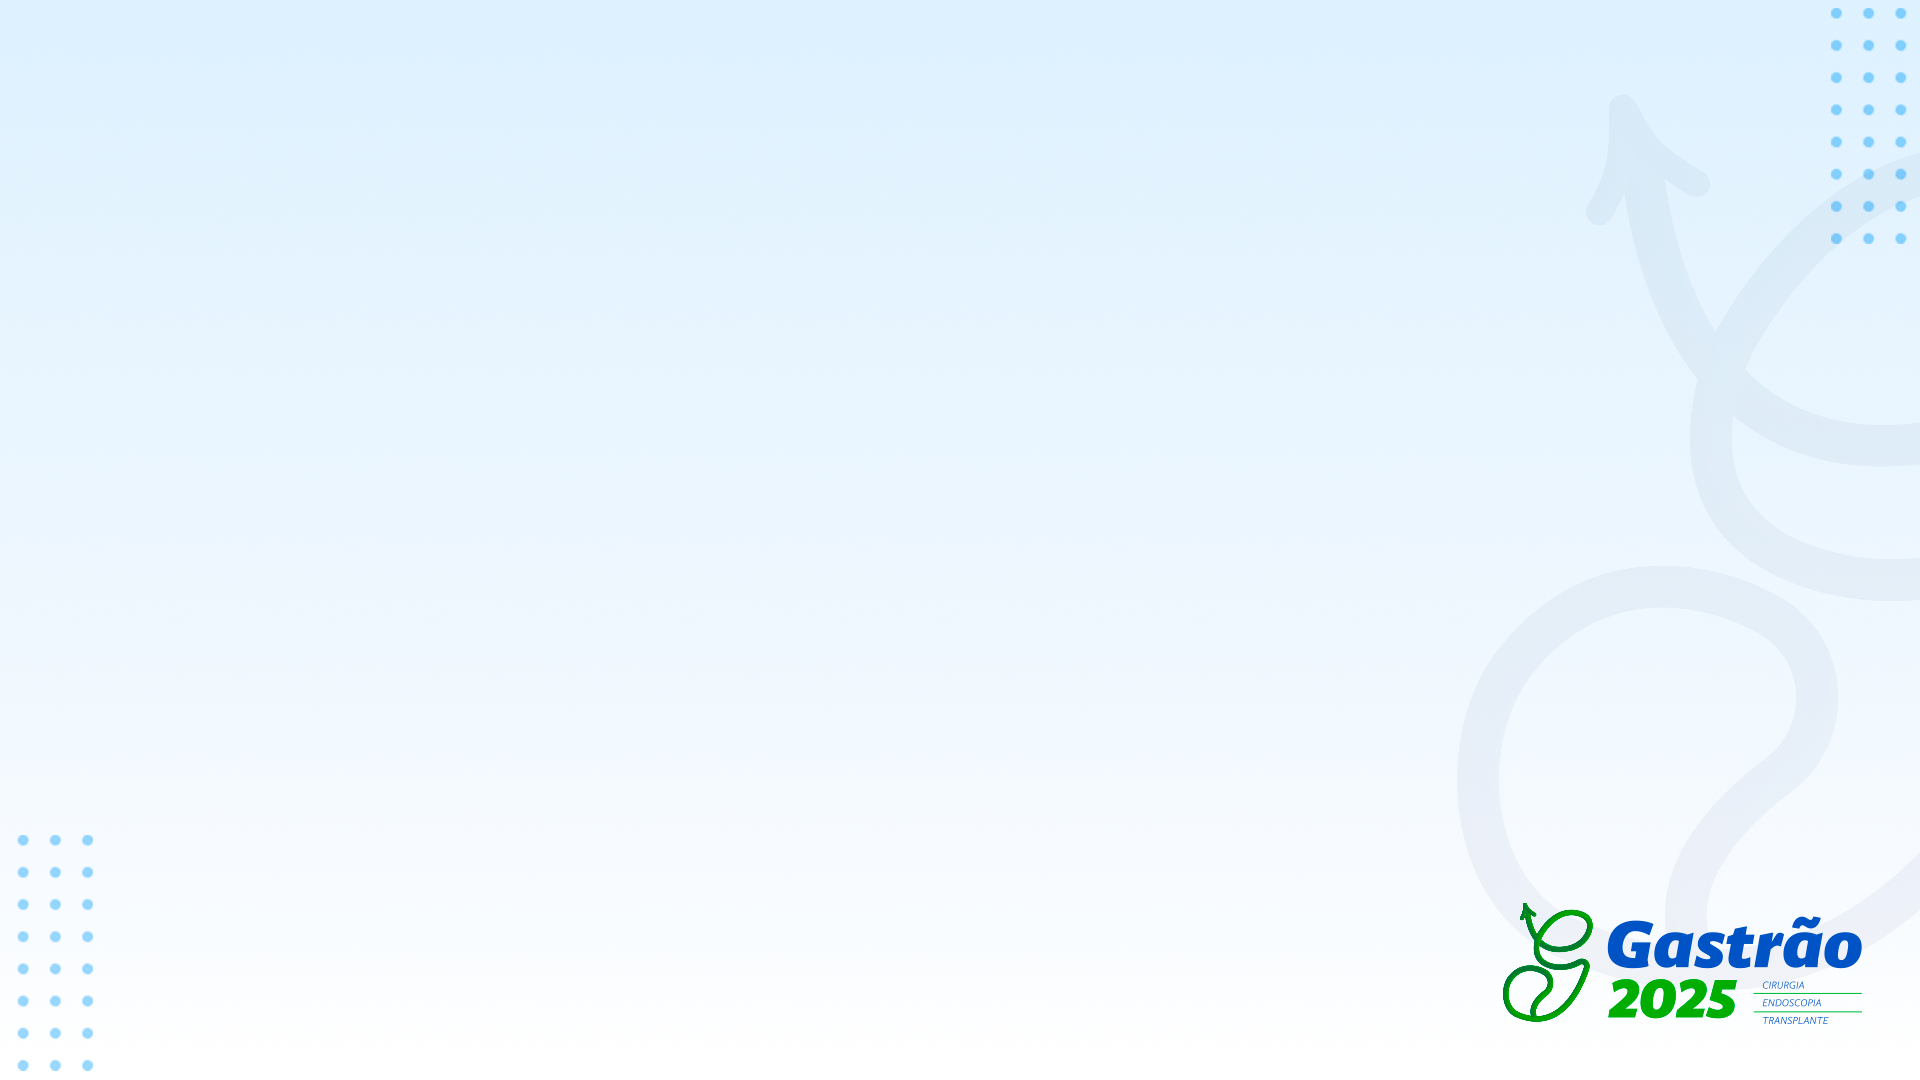 Gastrão
2025
CIRURGIA
ENDOSCOPIA
TRANSPLANTE